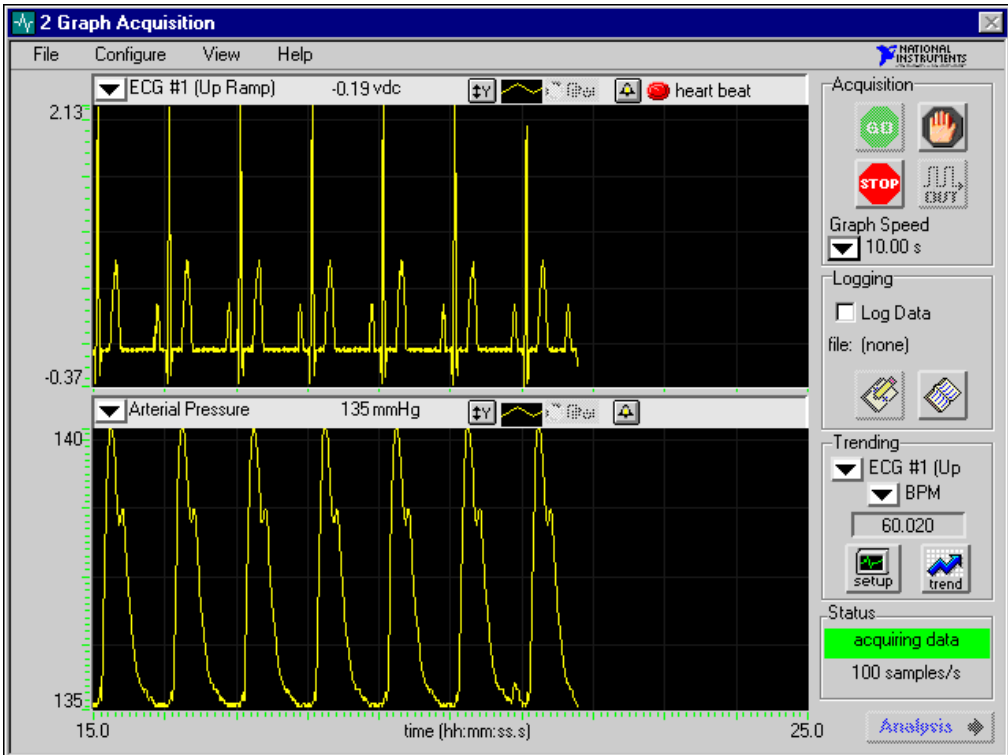 2 Graph Acquisition
File Configure View Help
NATIONAL
INSTRUMENTS
ECG #1 (Up Ramp) -0.19 vdc ↕Y heart beat
2.13
-0.37
Arterial Pressure 135 mmHg ↕Y
140
135
15.0 time (hh:mm:ss.s) 25.0
Acquisition
GO
STOP
OUT
Graph Speed
10.00 s
Logging
Log Data
file: (none)
Trending
ECG #1 (Up
BPM
60.020
setup trend
Status
acquiring data
100 samples/s
Analysis